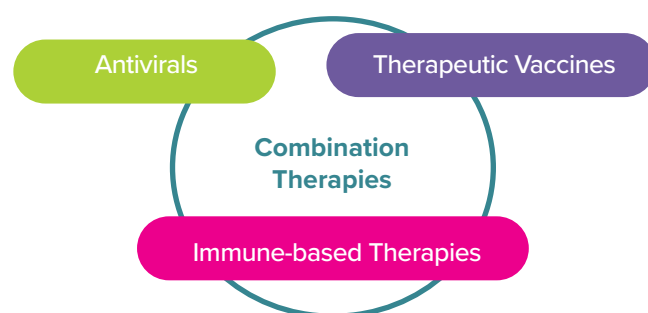 Antivirals
Therapeutic Vaccines
Combination
Therapies
Immune-based Therapies